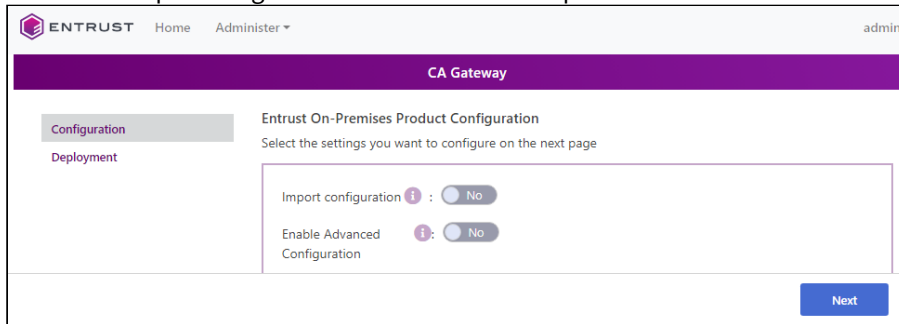 ENTRUST Home Administer admin
CA Gateway
Configuration
Deployment
Entrust On-Premises Product Configuration
Select the settings you want to configure on the next page
Import configuration i : No
Enable Advanced Configuration i : No
Next